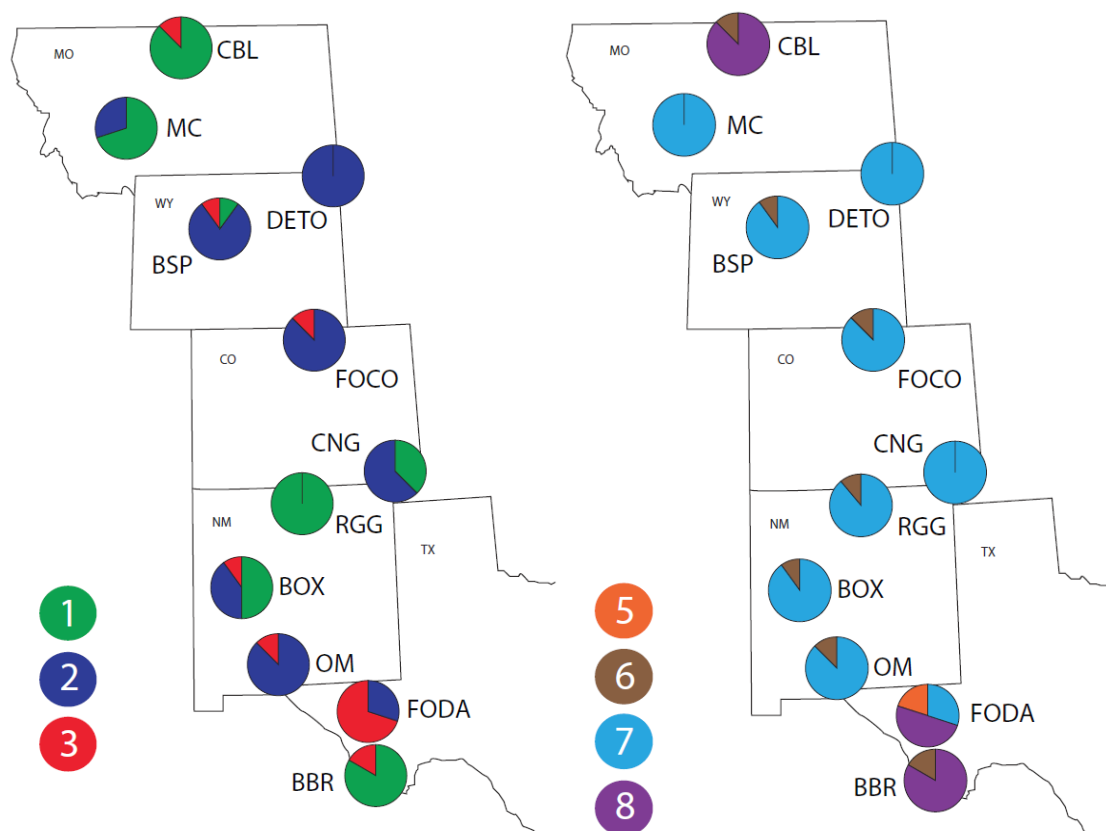 MO
CBL
MC
WY
DETO
BSP
CO
FOCO
CNG
NM
RGG
TX
BOX
1
OM
2
FODA
3
BBR
MO
CBL
MC
WY
DETO
BSP
CO
FOCO
CNG
NM
RGG
TX
BOX
5
OM
6
FODA
7
BBR
8